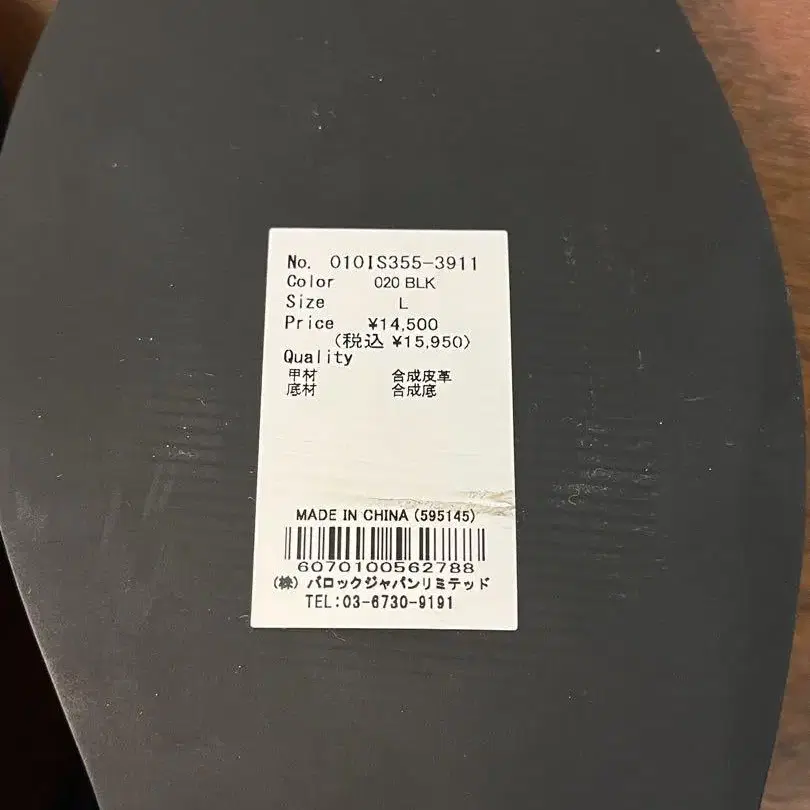 No. 010IS355-3911
Color 020 BLK
Size L
Price ¥14,500
(税込 ¥15,950)
Quality
甲材 合成皮革
底材 合成底
MADE IN CHINA (595145)
6070100562788
(株) バロックジャパンリミテッド
TEL:03-6730-9191